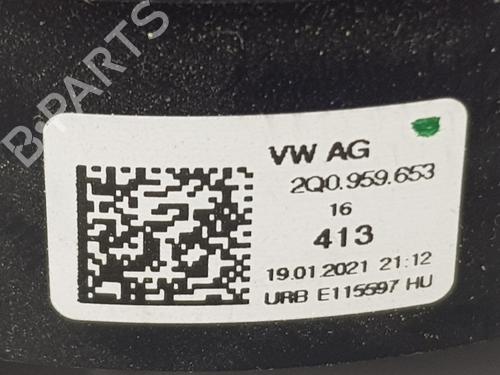 B-PARTS
VW AG
2Q0.959.653
16
413
19.01.2021 21:12
URB E115597 HU